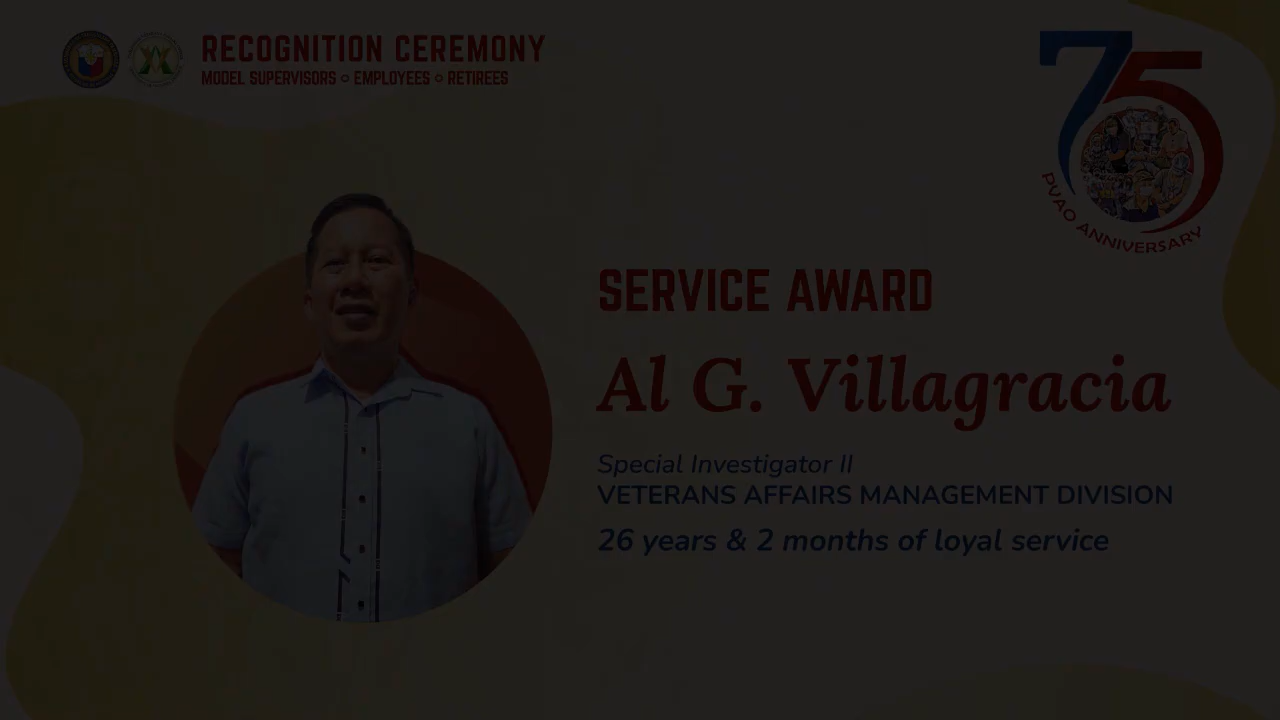 RECOGNITION CEREMONY
MODEL SUPERVISORS ○ EMPLOYEES ○ RETIREES
75
PVAO ANNIVERSARY
SERVICE AWARD
Al G. Villagracia
Special Investigator II
VETERANS AFFAIRS MANAGEMENT DIVISION
26 years & 2 months of loyal service